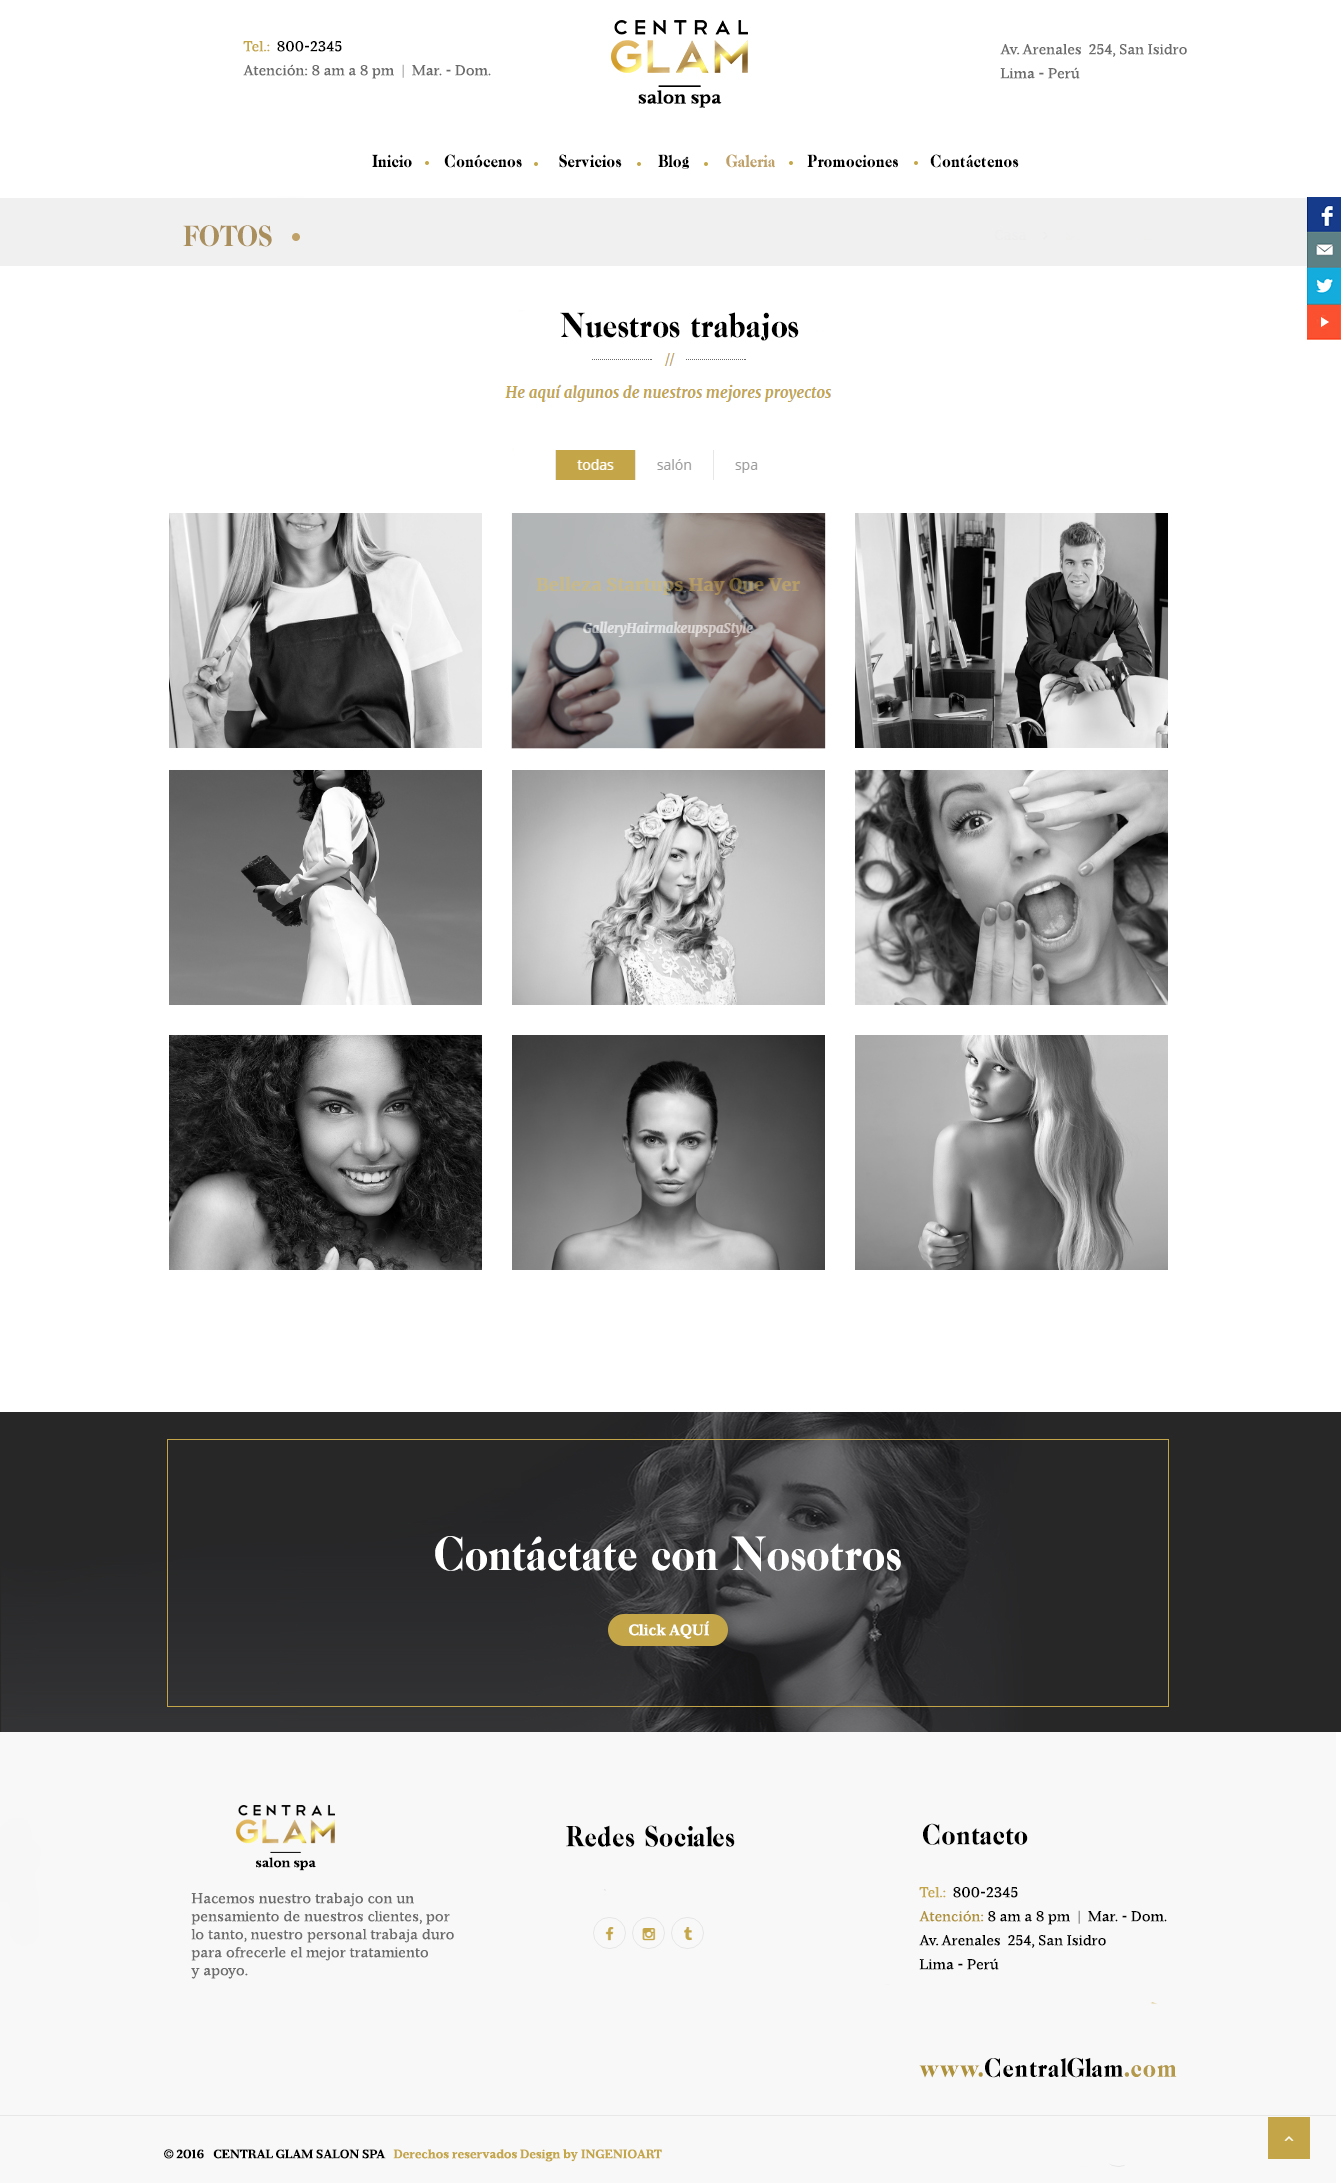 Tel.: 800-2345
Atención: 8 am a 8 pm | Mar. - Dom.
CENTRAL
GLAM
salon spa
Av. Arenales 254, San Isidro
Lima - Perú
Inicio • Conócenos • Servicios • Blog • Galeria • Promociones • Contáctenos
FOTOS •
Nuestros trabajos
//
He aquí algunos de nuestros mejores proyectos
todas salón spa
Belleza Startups Hay Que Ver
GalleryHairmakeupspaStyle
Contáctate con Nosotros
Click AQUÍ
CENTRAL
GLAM
salon spa
Hacemos nuestro trabajo con un
pensamiento de nuestros clientes, por
lo tanto, nuestro personal trabaja duro
para ofrecerle el mejor tratamiento
y apoyo.
Redes Sociales
Contacto
Tel.: 800-2345
Atención: 8 am a 8 pm | Mar. - Dom.
Av. Arenales 254, San Isidro
Lima - Perú
www.CentralGlam.com
© 2016 CENTRAL GLAM SALON SPA Derechos reservados Design by INGENIOART